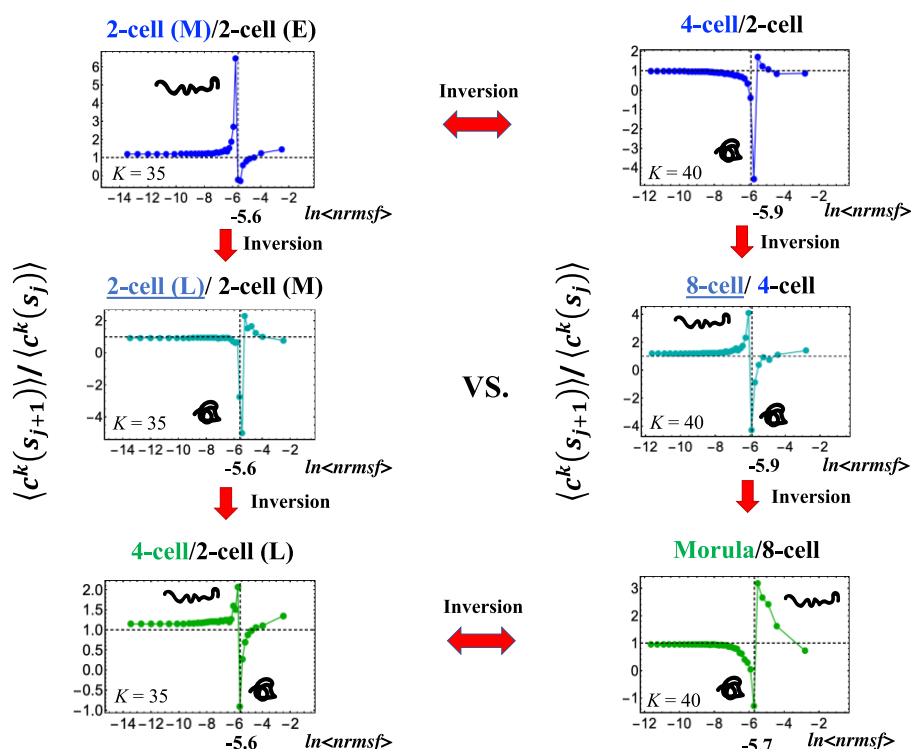 2-cell (M)/2-cell (E)
6
5
4
3
2
1
0
K = 35
−14 −12 −10 −8 −6 −4 −2
-5.6
ln<nrmsf>
Inversion
4-cell/2-cell
2
1
0
−1
−2
−3
−4
K = 40
−12 −10 −8 −6 −4 −2 0
-5.9
ln<nrmsf>
Inversion
Inversion
⟨c^k(s_{j+1})⟩/ ⟨c^k(s_j)⟩
2-cell (L)/ 2-cell (M)
2
0
−2
−4
K = 35
−14 −12 −10 −8 −6 −4 −2
-5.6
ln<nrmsf>
VS.
⟨c^k(s_{j+1})⟩/ ⟨c^k(s_j)⟩
8-cell/ 4-cell
4
2
0
−2
−4
K = 40
−12 −10 −8 −6 −4 −2 0
-5.9
ln<nrmsf>
Inversion
Inversion
4-cell/2-cell (L)
2.0
1.5
1.0
0.5
0.0
−0.5
−1.0
K = 35
−14 −12 −10 −8 −6 −4 −2
-5.6
ln<nrmsf>
Inversion
Morula/8-cell
3
2
1
0
−1
K = 40
−12 −10 −8 −6 −4 −2 0
-5.7
ln<nrmsf>